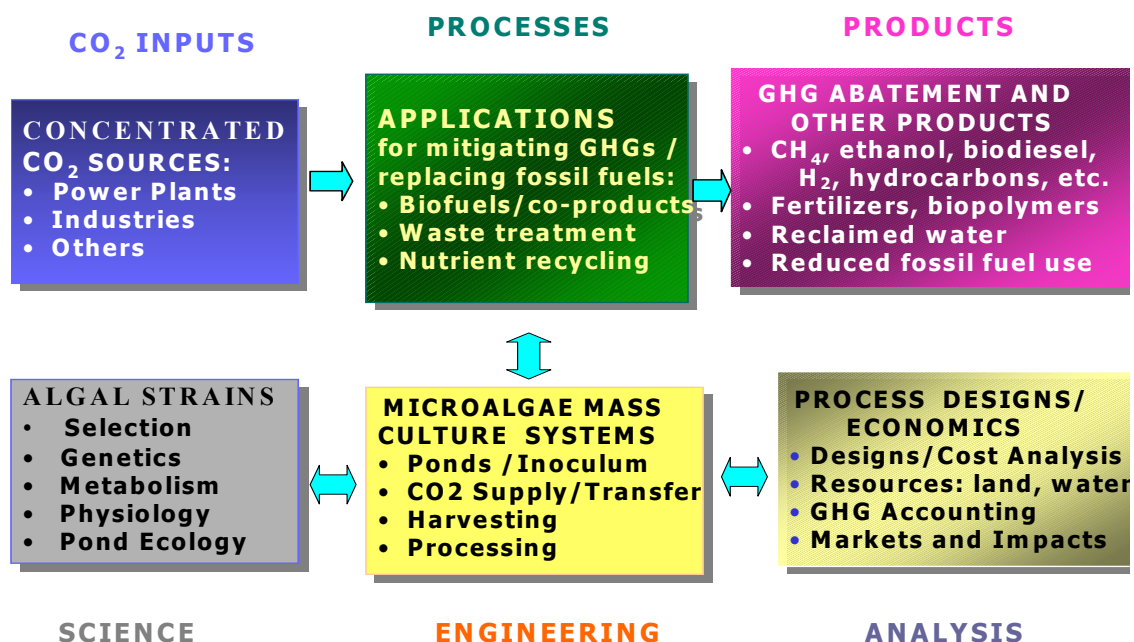 CO2 INPUTS
PROCESSES
PRODUCTS
CONCENTRATED
CO2 SOURCES:
• Power Plants
• Industries
• Others
APPLICATIONS
for mitigating GHGs /
replacing fossil fuels:
• Biofuels/co-products
• Waste treatment
• Nutrient recycling
GHG ABATEMENT AND
OTHER PRODUCTS
• CH4, ethanol, biodiesel,
H2, hydrocarbons, etc.
• Fertilizers, biopolymers
• Reclaimed water
• Reduced fossil fuel use
ALGAL STRAINS
• Selection
• Genetics
• Metabolism
• Physiology
• Pond Ecology
MICROALGAE MASS
CULTURE SYSTEMS
• Ponds /Inoculum
• CO2 Supply/Transfer
• Harvesting
• Processing
PROCESS DESIGNS/
ECONOMICS
• Designs/Cost Analysis
• Resources: land, water
• GHG Accounting
• Markets and Impacts
SCIENCE
ENGINEERING
ANALYSIS